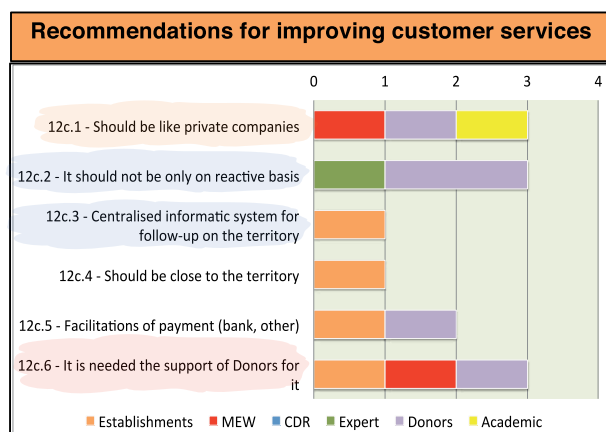 Recommendations for improving customer services
0 1 2 3 4
12c.1 - Should be like private companies
12c.2 - It should not be only on reactive basis
12c.3 - Centralised informatic system for
follow-up on the territory
12c.4 - Should be close to the territory
12c.5 - Facilitations of payment (bank, other)
12c.6 - It is needed the support of Donors for
it
Establishments MEW CDR Expert Donors Academic